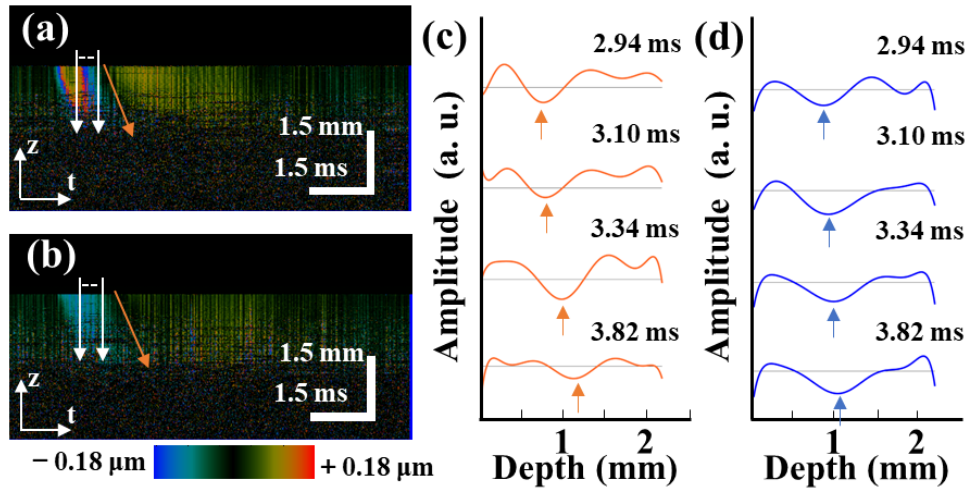 (a)
z
t
1.5 mm
1.5 ms
(b)
z
t
1.5 mm
1.5 ms
− 0.18 μm
+ 0.18 μm
(c)
Amplitude (a. u.)
2.94 ms
3.10 ms
3.34 ms
3.82 ms
1 2
Depth (mm)
(d)
Amplitude (a. u.)
2.94 ms
3.10 ms
3.34 ms
3.82 ms
1 2
Depth (mm)